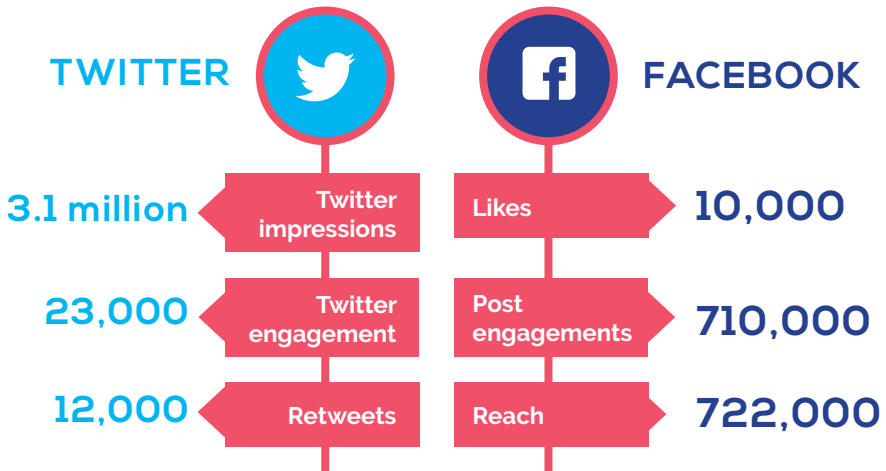 TWITTER
3.1 million
Twitter
impressions
23,000
Twitter
engagement
12,000
Retweets
FACEBOOK
Likes
10,000
Post
engagements
710,000
Reach
722,000